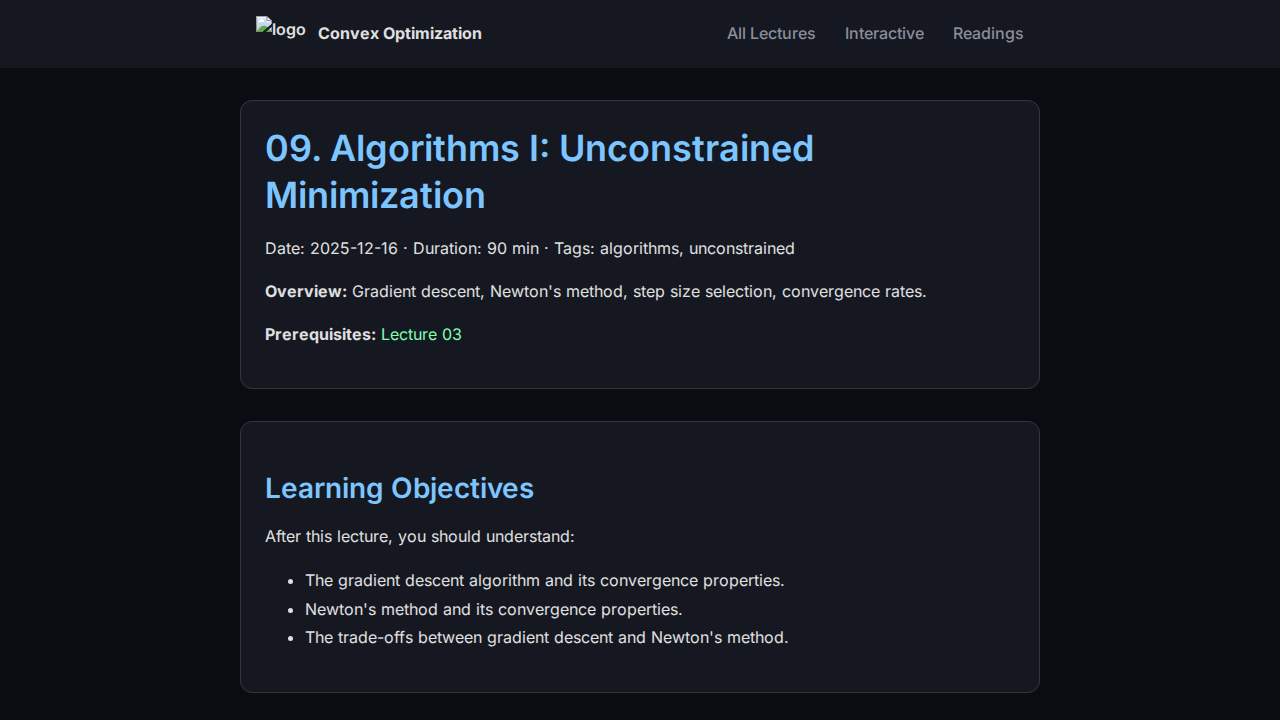 logo Convex Optimization All Lectures Interactive Readings
09. Algorithms I: Unconstrained
Minimization
Date: 2025-12-16 · Duration: 90 min · Tags: algorithms, unconstrained
Overview: Gradient descent, Newton's method, step size selection, convergence rates.
Prerequisites: Lecture 03
Learning Objectives
After this lecture, you should understand:
• The gradient descent algorithm and its convergence properties.
• Newton's method and its convergence properties.
• The trade-offs between gradient descent and Newton's method.